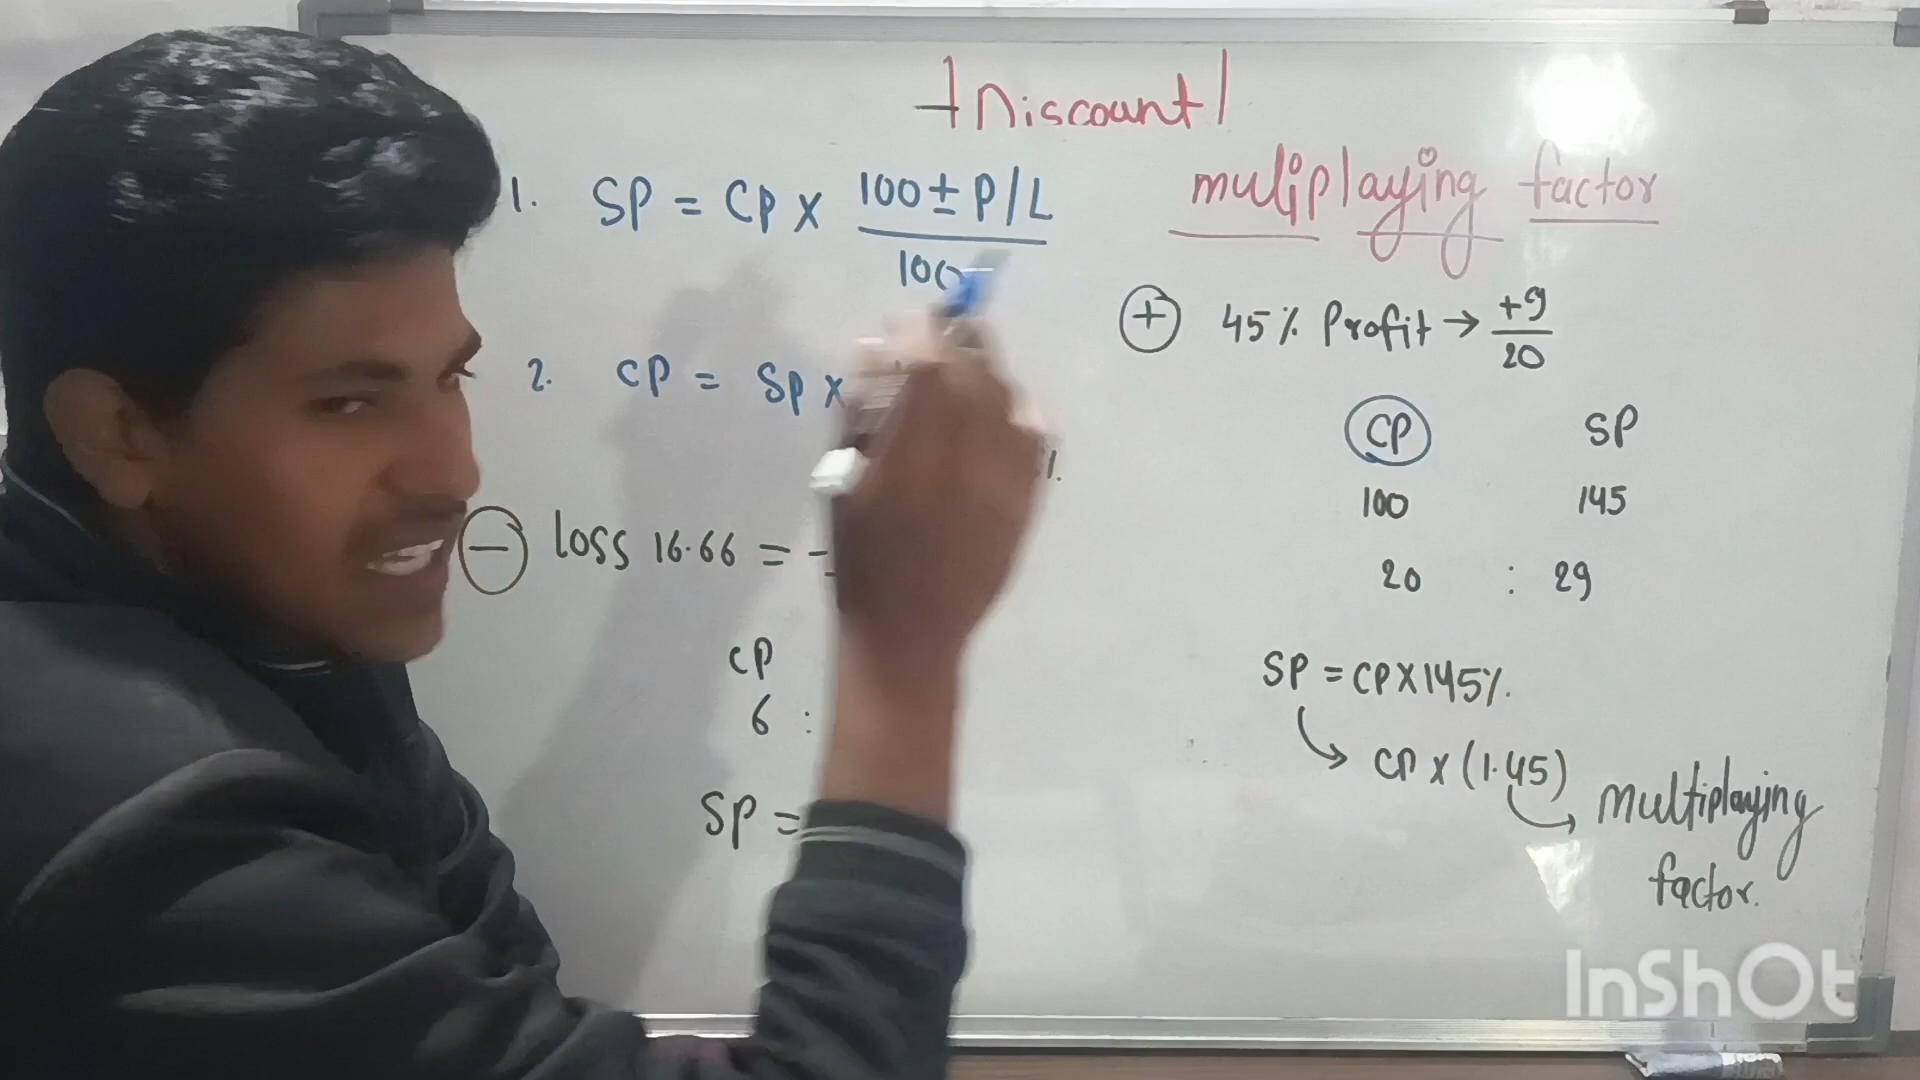 Discount
1. SP = CP x 100 ± P/L
100
2. CP = SP x
- loss 16.66 = -
CP
6 :
SP =
muliplaying factor
+ 45% Profit → +9
20
CP SP
100 145
20 : 29
SP = CP X 145%.
CP x (1.45)
multiplaying
factor.
InShOt